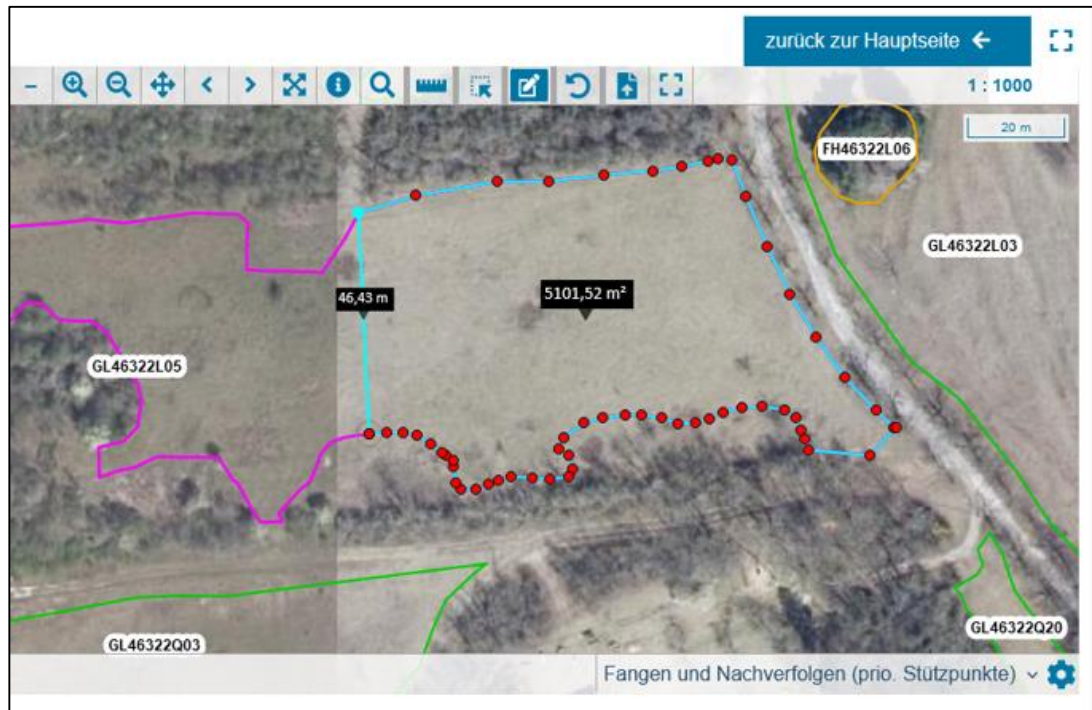 zurück zur Hauptseite
1 : 1000
20 m
FH46322L06
GL46322L03
46,43 m
5101,52 m²
GL46322L05
GL46322Q20
GL46322Q03
Fangen und Nachverfolgen (prio. Stützpunkte)